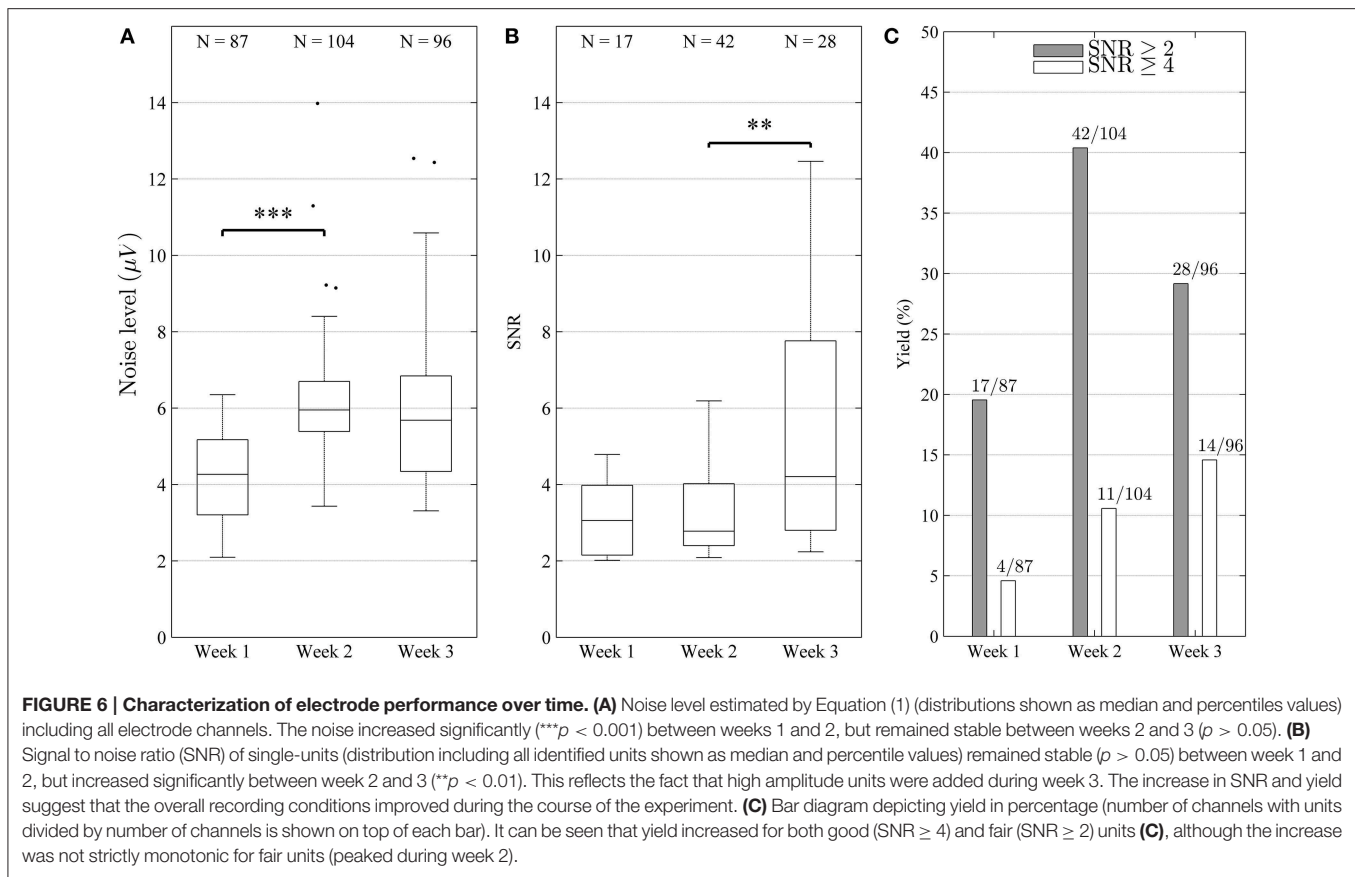 A
N = 87
N = 104
N = 96
14
12
10
8
6
4
2
0
Noise level (µV)
***
Week 1
Week 2
Week 3
B
N = 17
N = 42
N = 28
14
12
10
8
6
4
2
0
SNR
**
Week 1
Week 2
Week 3
C
SNR ≥ 2
SNR ≥ 4
50
45
40
35
30
25
20
15
10
5
0
Yield (%)
17/87
4/87
42/104
11/104
28/96
14/96
Week 1
Week 2
Week 3
FIGURE 6 | Characterization of electrode performance over time. (A) Noise level estimated by Equation (1) (distributions shown as median and percentiles values)
including all electrode channels. The noise increased significantly (***p < 0.001) between weeks 1 and 2, but remained stable between weeks 2 and 3 (p > 0.05). (B)
Signal to noise ratio (SNR) of single-units (distribution including all identified units shown as median and percentile values) remained stable (p > 0.05) between week 1 and
2, but increased significantly between week 2 and 3 (**p < 0.01). This reflects the fact that high amplitude units were added during week 3. The increase in SNR and yield
suggest that the overall recording conditions improved during the course of the experiment. (C) Bar diagram depicting yield in percentage (number of channels with units
divided by number of channels is shown on top of each bar). It can be seen that yield increased for both good (SNR ≥ 4) and fair (SNR ≥ 2) units (C), although the increase
was not strictly monotonic for fair units (peaked during week 2).